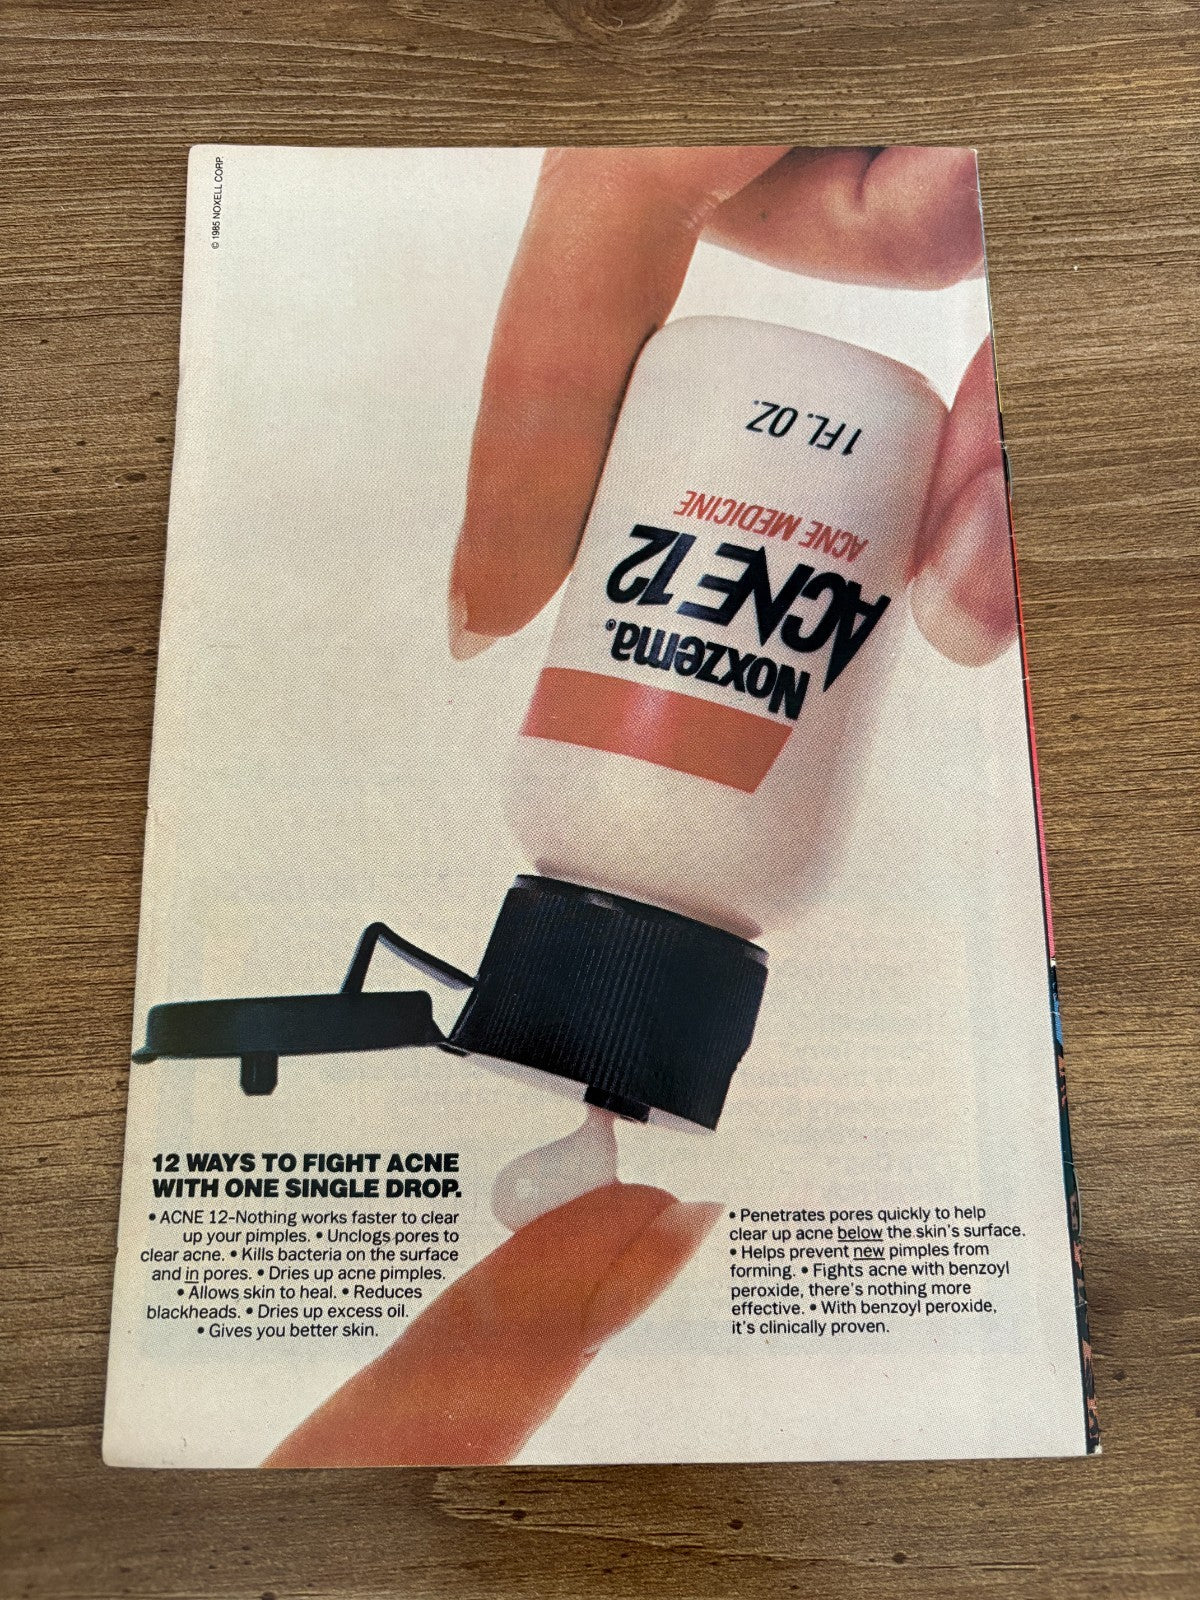 © 1985 NOXELL CORP.
1 FL. OZ.
ACNE MEDICINE
ACNE 12
NOXZEMA®
12 WAYS TO FIGHT ACNE
WITH ONE SINGLE DROP.
• ACNE 12-Nothing works faster to clear
up your pimples. • Unclogs pores to
clear acne. • Kills bacteria on the surface
and in pores. • Dries up acne pimples.
• Allows skin to heal. • Reduces
blackheads. • Dries up excess oil.
• Gives you better skin.
• Penetrates pores quickly to help
clear up acne below the skin's surface.
• Helps prevent new pimples from
forming. • Fights acne with benzoyl
peroxide, there's nothing more
effective. • With benzoyl peroxide,
it's clinically proven.